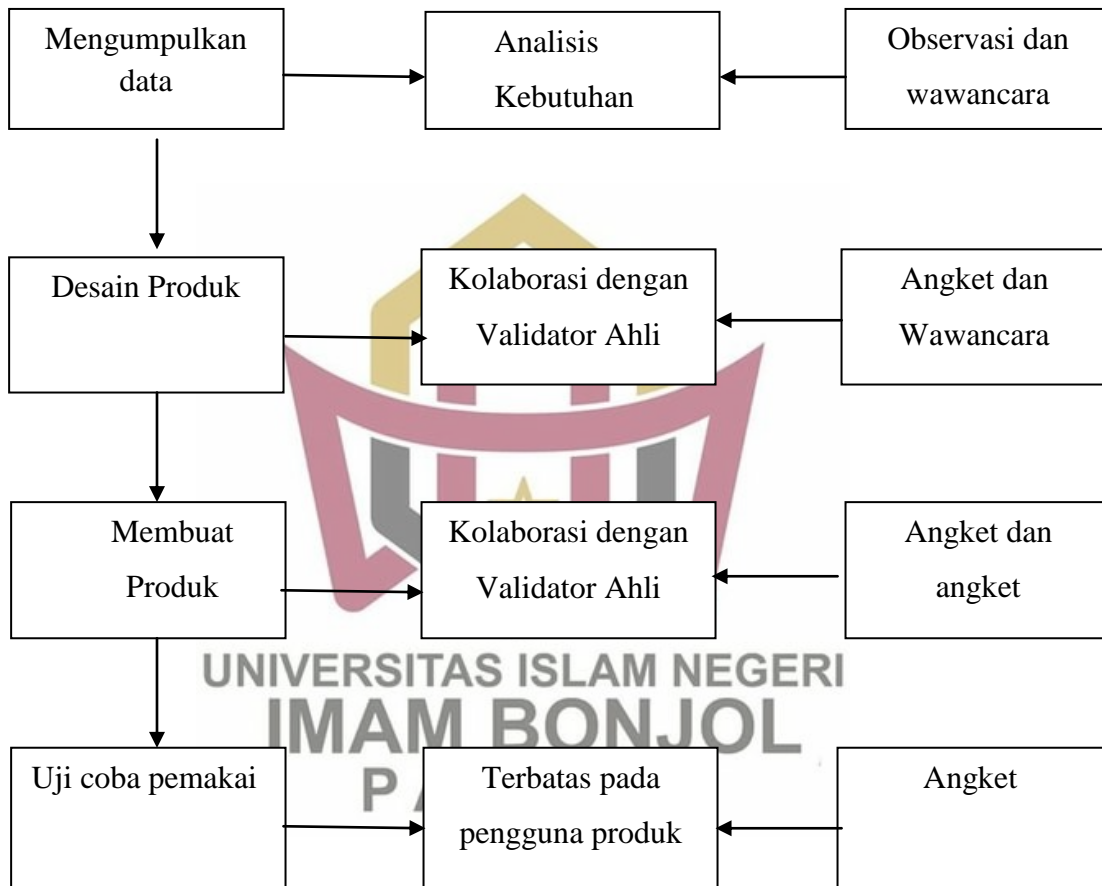 Mengumpulkan
data
Analisis
Kebutuhan
Observasi dan
wawancara
Desain Produk
Kolaborasi dengan
Validator Ahli
Angket dan
Wawancara
Membuat
Produk
Kolaborasi dengan
Validator Ahli
Angket dan
angket
UNIVERSITAS ISLAM NEGERI
IMAM BONJOL
Uji coba pemakai
Terbatas pada
pengguna produk
Angket